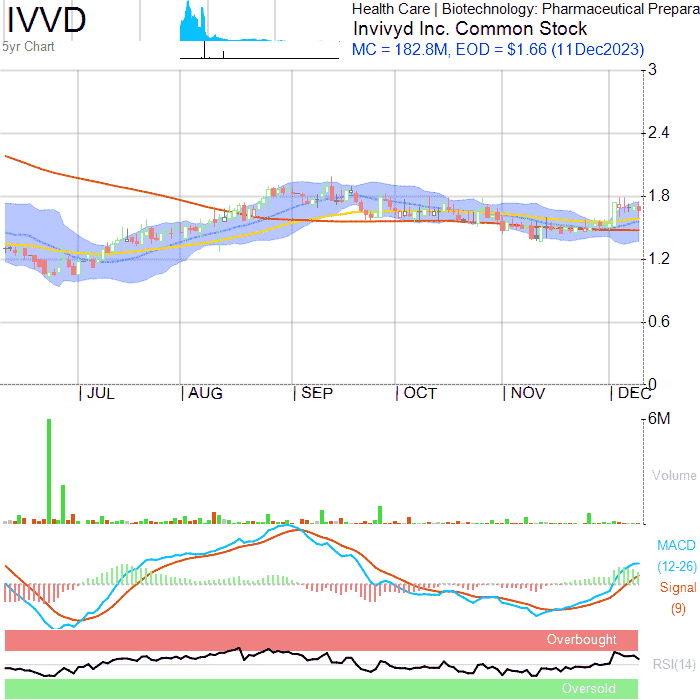 IVVD
5yr Chart
Health Care | Biotechnology: Pharmaceutical Prepara
Invivyd Inc. Common Stock
MC = 182.8M, EOD = $1.66 (11Dec2023)
3
2.4
1.8
1.2
0.6
0
JUL AUG SEP OCT NOV DEC
6M
Volume
MACD
(12-26)
Signal
(9)
Overbought
RSI(14)
Oversold